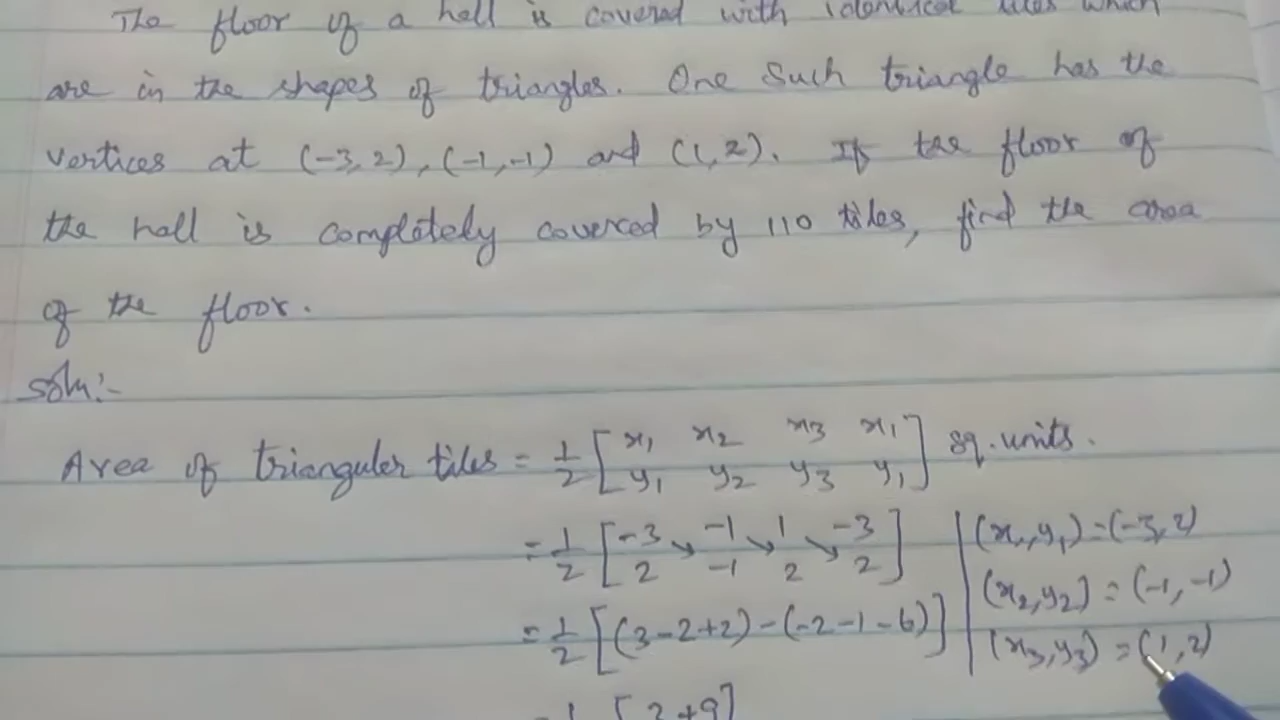 The floor of a hall is covered with identical tiles which
are in the shapes of triangles. One Such triangle has the
vertices at (-3,2), (-1,-1) and (1,2). If the floor of
the hall is completely covered by 110 tiles, find the area
of the floor.
Soln:-
Area of trianguler tiles = 1/2 [x1 x2 x3 x1 / y1 y2 y3 y1] sq. units.
= 1/2 [-3 -1 1 -3 / 2 -1 2 2] | (x1,y1) = (-3,2)
(x2,y2) = (-1,-1)
= 1/2 [(3-2+2)-(-2-1-6)] | (x3,y3) = (1,2)
= 1 [3+9]